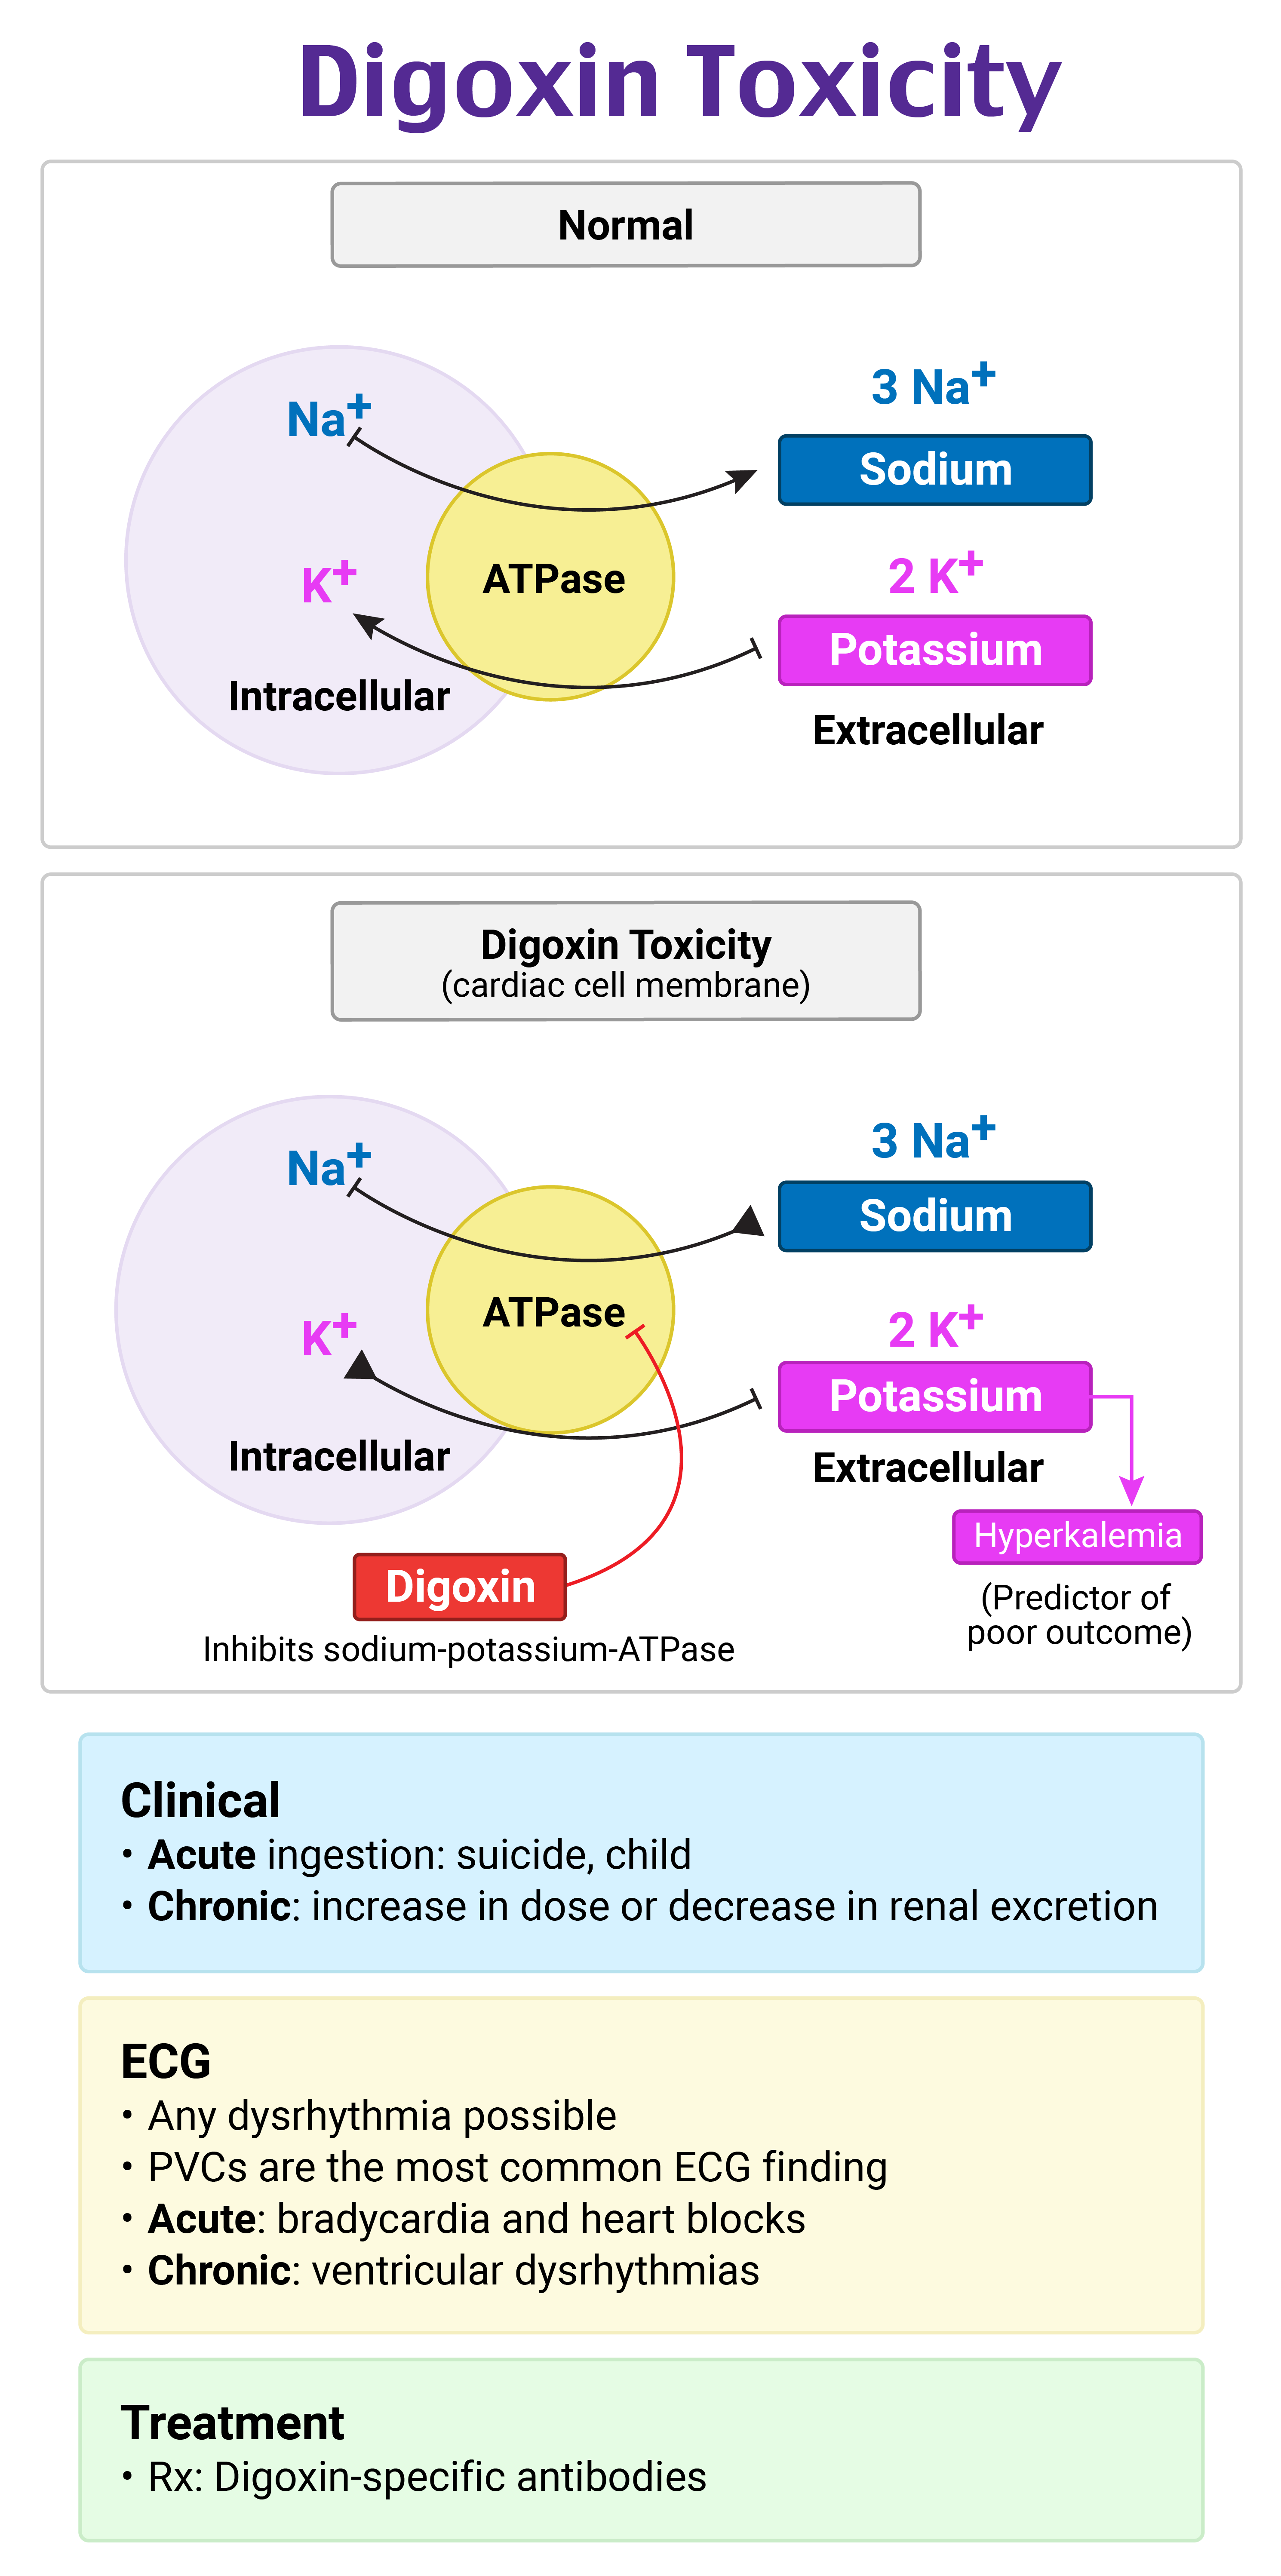 Digoxin Toxicity
Normal
Na+
3 Na+
Sodium
ATPase
K+
2 K+
Potassium
Intracellular
Extracellular
Digoxin Toxicity
(cardiac cell membrane)
Na+
3 Na+
Sodium
ATPase
K+
2 K+
Potassium
Intracellular
Extracellular
Hyperkalemia
(Predictor of
poor outcome)
Digoxin
Inhibits sodium-potassium-ATPase
Clinical
• Acute ingestion: suicide, child
• Chronic: increase in dose or decrease in renal excretion
ECG
• Any dysrhythmia possible
• PVCs are the most common ECG finding
• Acute: bradycardia and heart blocks
• Chronic: ventricular dysrhythmias
Treatment
• Rx: Digoxin-specific antibodies